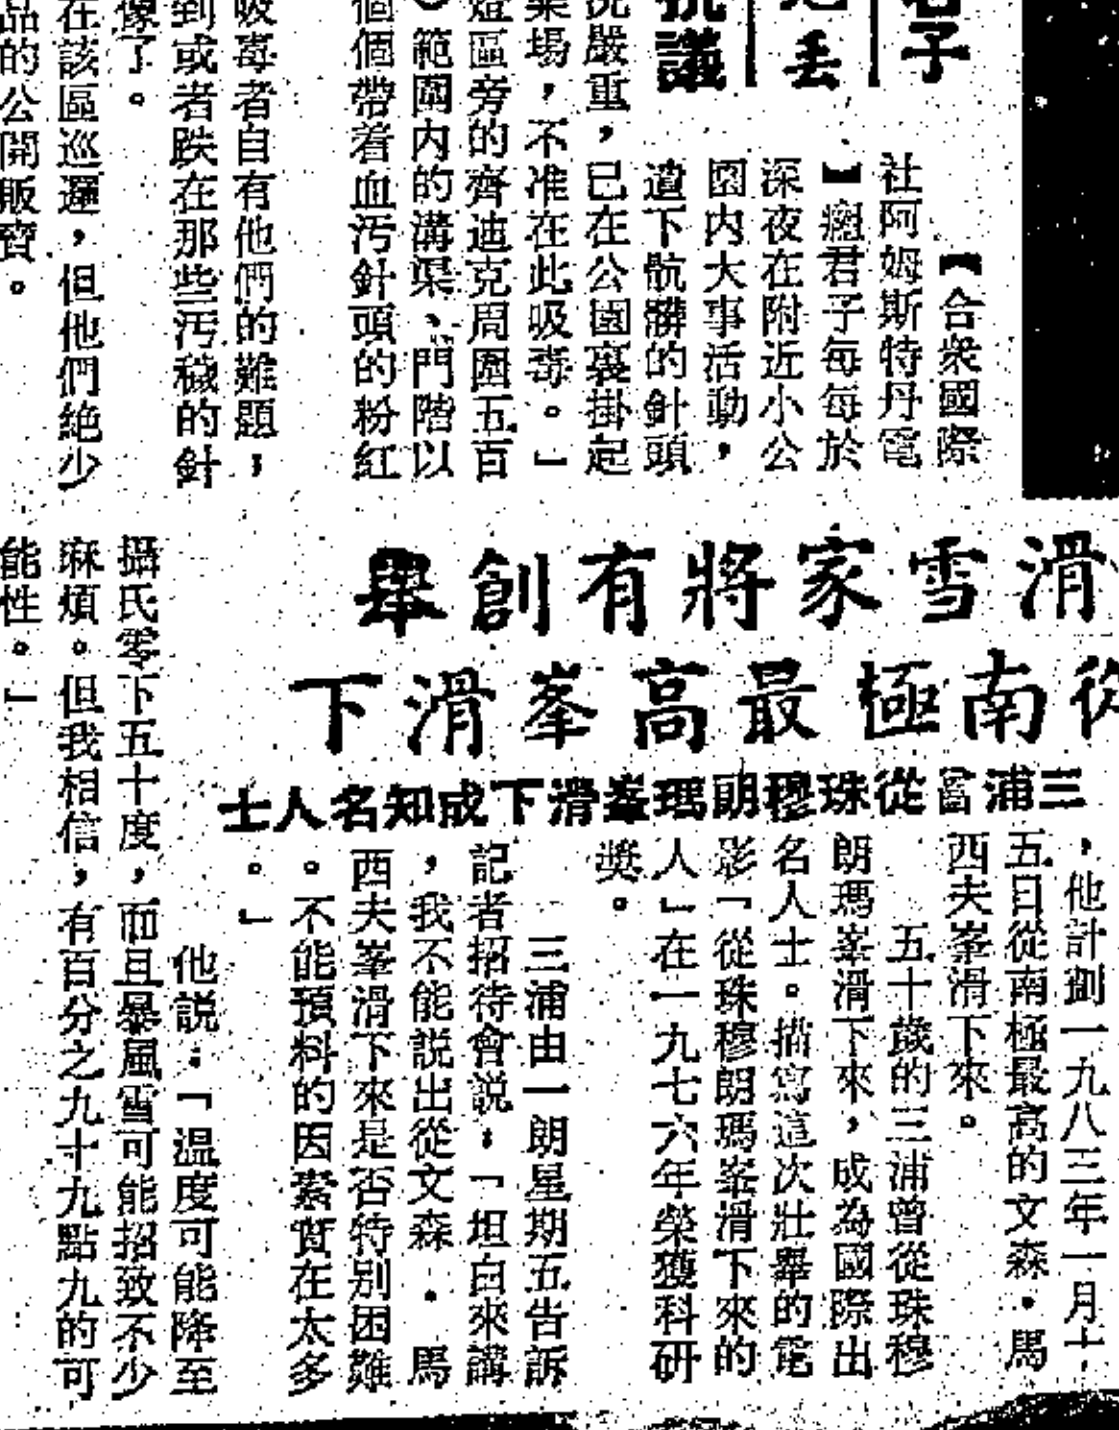 君子
丟
抗議
【合衆國際
社阿姆斯特丹電
】癮君子每每於
深夜在附近小公
園内大事活動，
遺下骯髒的針頭
嚴重，已在公園裏掛起
場，不准在此吸毒。」
燈區旁的齊迪克周圍五百
範圍内的溝渠、門階以
個個帶着血污針頭的粉紅
吸毒者自有他們的難題，
到或者跌在那些污穢的針
像了。
在該區巡邏，但他們絶少
品的公開販賣。
滑雪家將有創舉
從南極最高峯滑下
三浦曾從珠穆朗瑪峯滑下成知名人士
，他計劃一九八三年一月十
五日從南極最高的文森．馬
西夫峯滑下來。
五十歲的三浦曾從珠穆
朗瑪峯滑下來，成為國際出
名人士。描寫這次壯舉的電
影「從珠穆朗瑪峯滑下來的
人」在一九七六年榮獲科研
獎。
三浦由一朗星期五告訴
記者招待會説：「坦白來講
，我不能説出從文森．馬
西夫峯滑下來是否特别困難
。不能預料的因素實在太多
。」
他説：「温度可能降至
攝氏零下五十度，而且暴風雪可能招致不少
麻煩。但我相信，有百分之九十九點九的可
能性。」